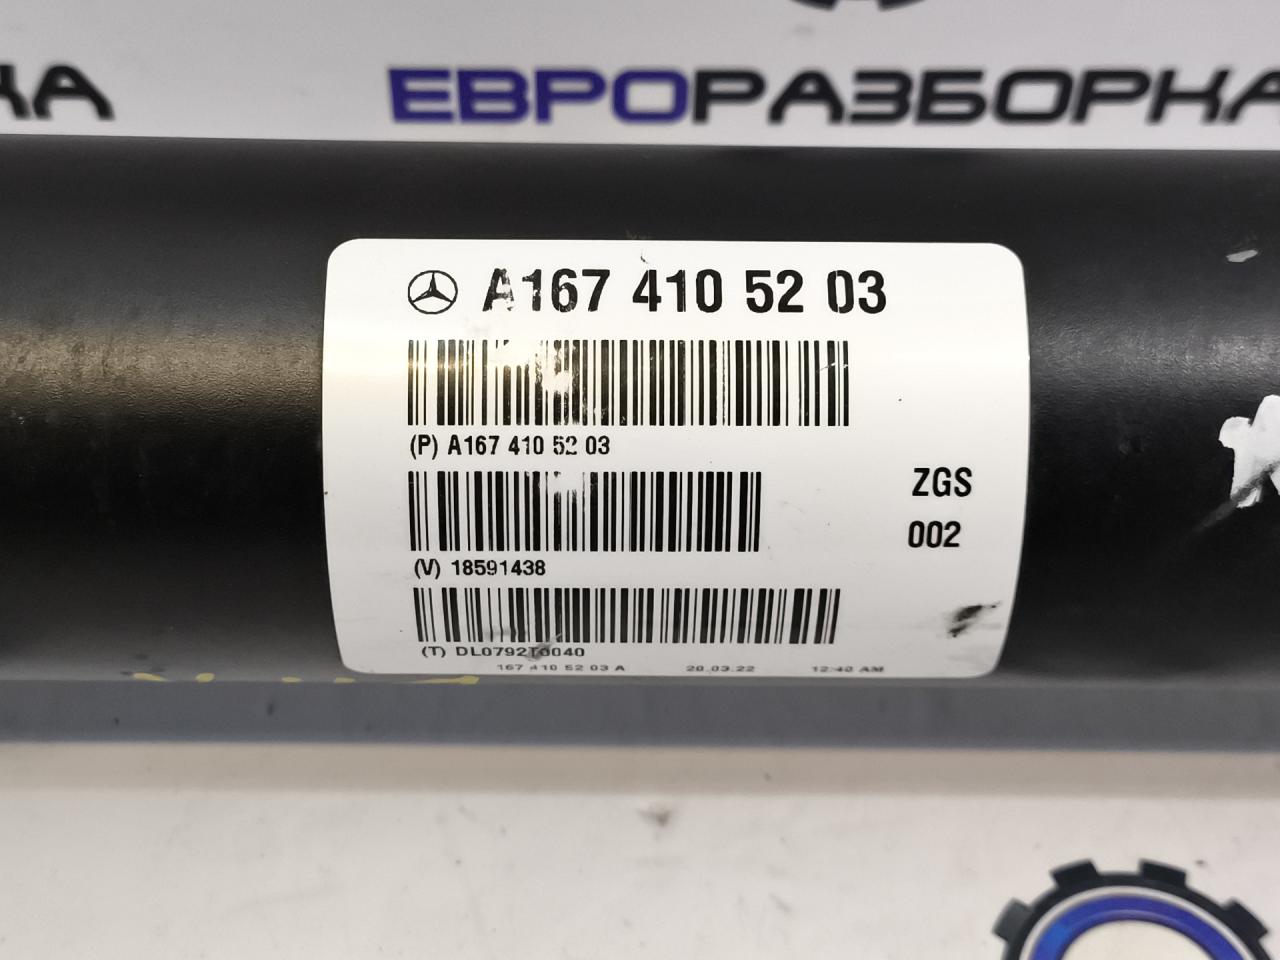 КА
ЕВРОРАЗБОРКА
A167 410 52 03
(P) A167 410 52 03
ZGS
002
(V) 18591438
(T) DL0792T0040
167 410 52 03 A 20.03.22 12:40 AM